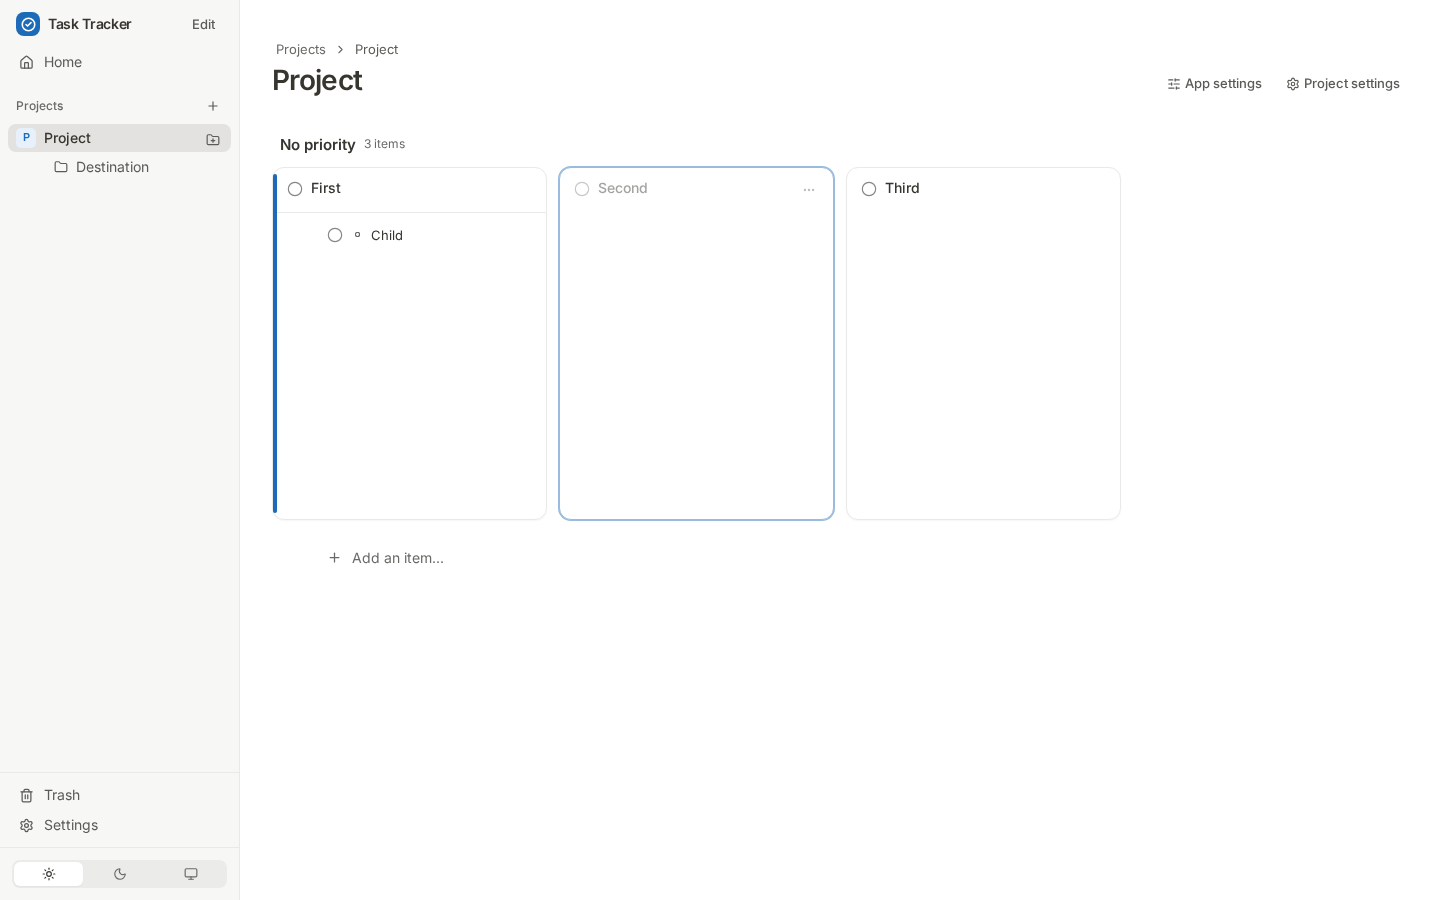 Task Tracker
Edit
Home
Projects
P
Project
Destination
Trash
Settings
Projects
Project
Project
App settings
Project settings
No priority
3 items
First
Second
Third
Child
Add an item...